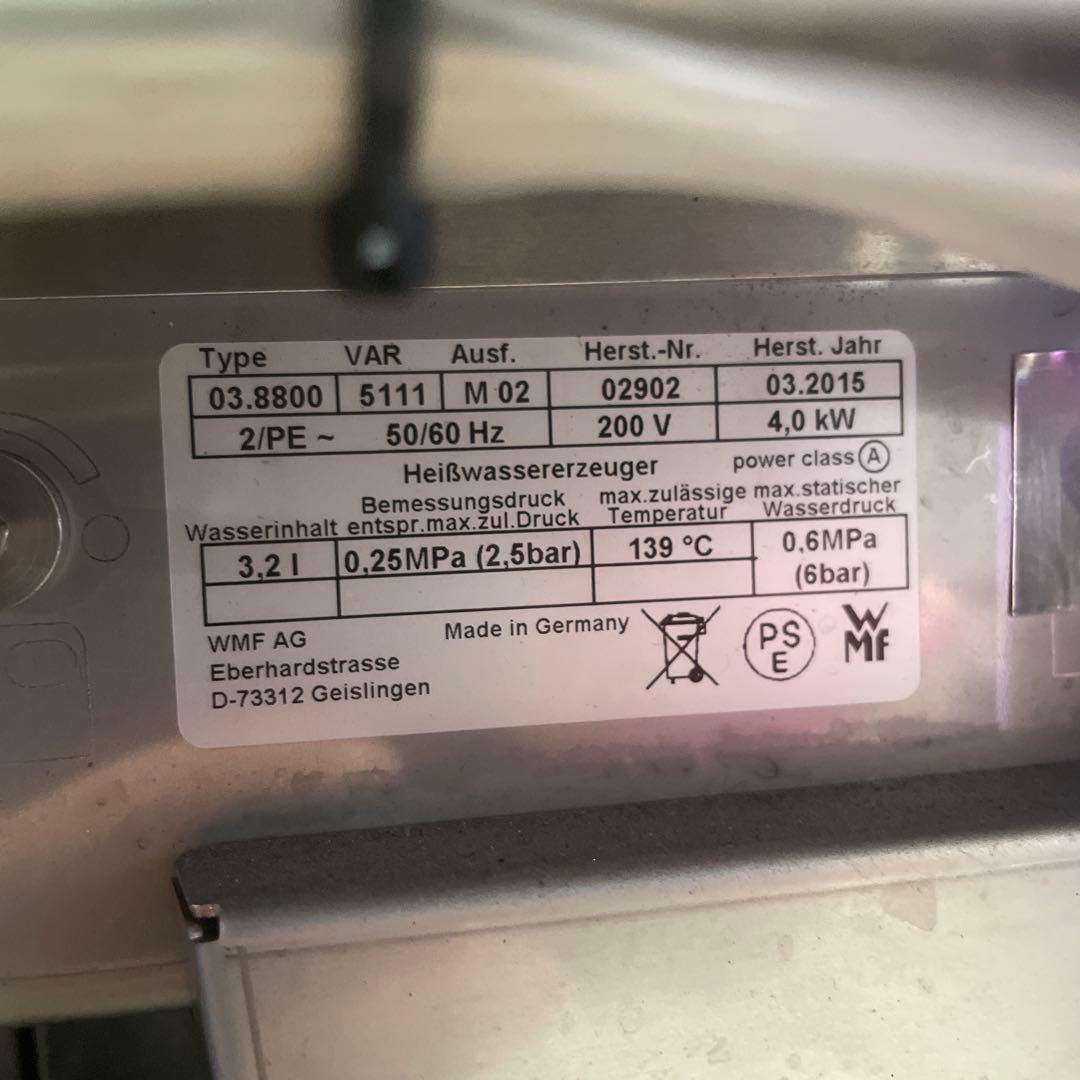 Type VAR Ausf. Herst.-Nr. Herst. Jahr
03.8800 5111 M 02 02902 03.2015
2/PE ~ 50/60 Hz 200 V 4,0 kW
Heißwassererzeuger power class A
Bemessungsdruck max.zulässige max.statischer
Wasserinhalt entspr.max.zul.Druck Temperatur Wasserdruck
3,2 l 0,25MPa (2,5bar) 139 °C 0.6MPa
(6bar)
WMF AG Made in Germany PS E WMF
Eberhardstrasse
D-73312 Geislingen